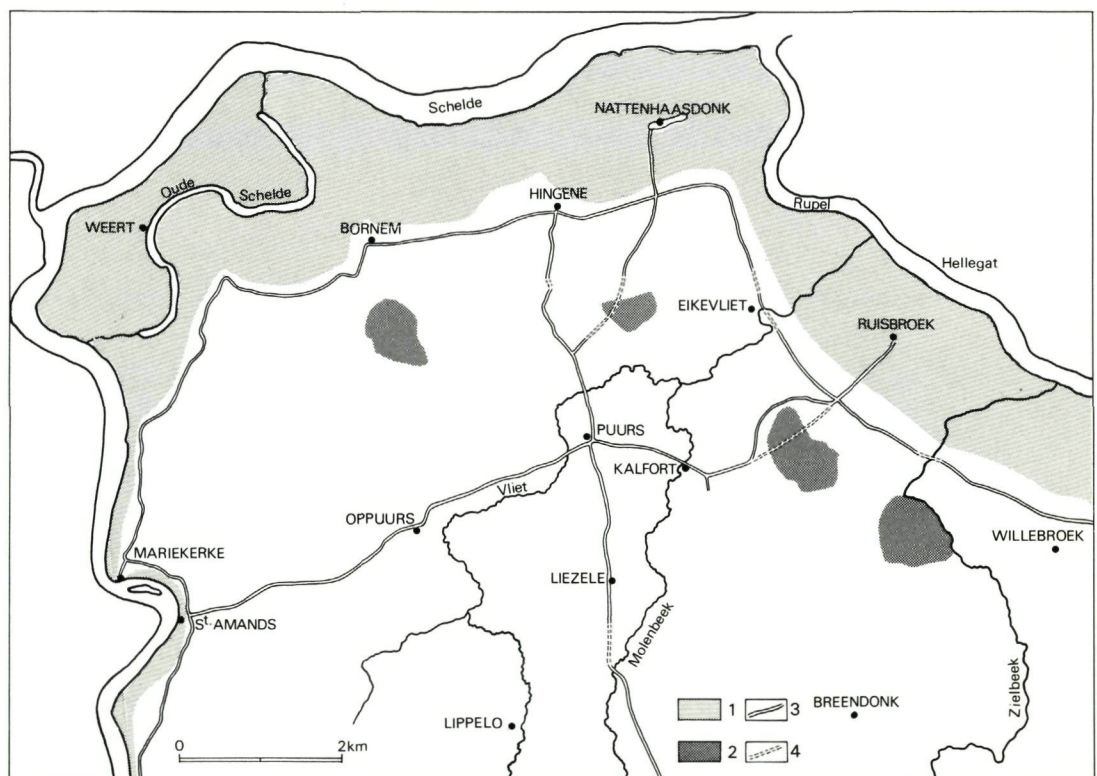 Schelde
NATTENHAASDONK
Oude
Schelde
HINGENE
Rupel
WEERT
BORNEM
Hellegat
EIKEVLIET
RUISBROEK
PUURS
KALFORT
Vliet
OPPUURS
WILLEBROEK
MARIEKERKE
LIEZELE
St-AMANDS
Molenbeek
Zielbeek
1
3
BREENDONK
LIPPELO
0
2km
2
4